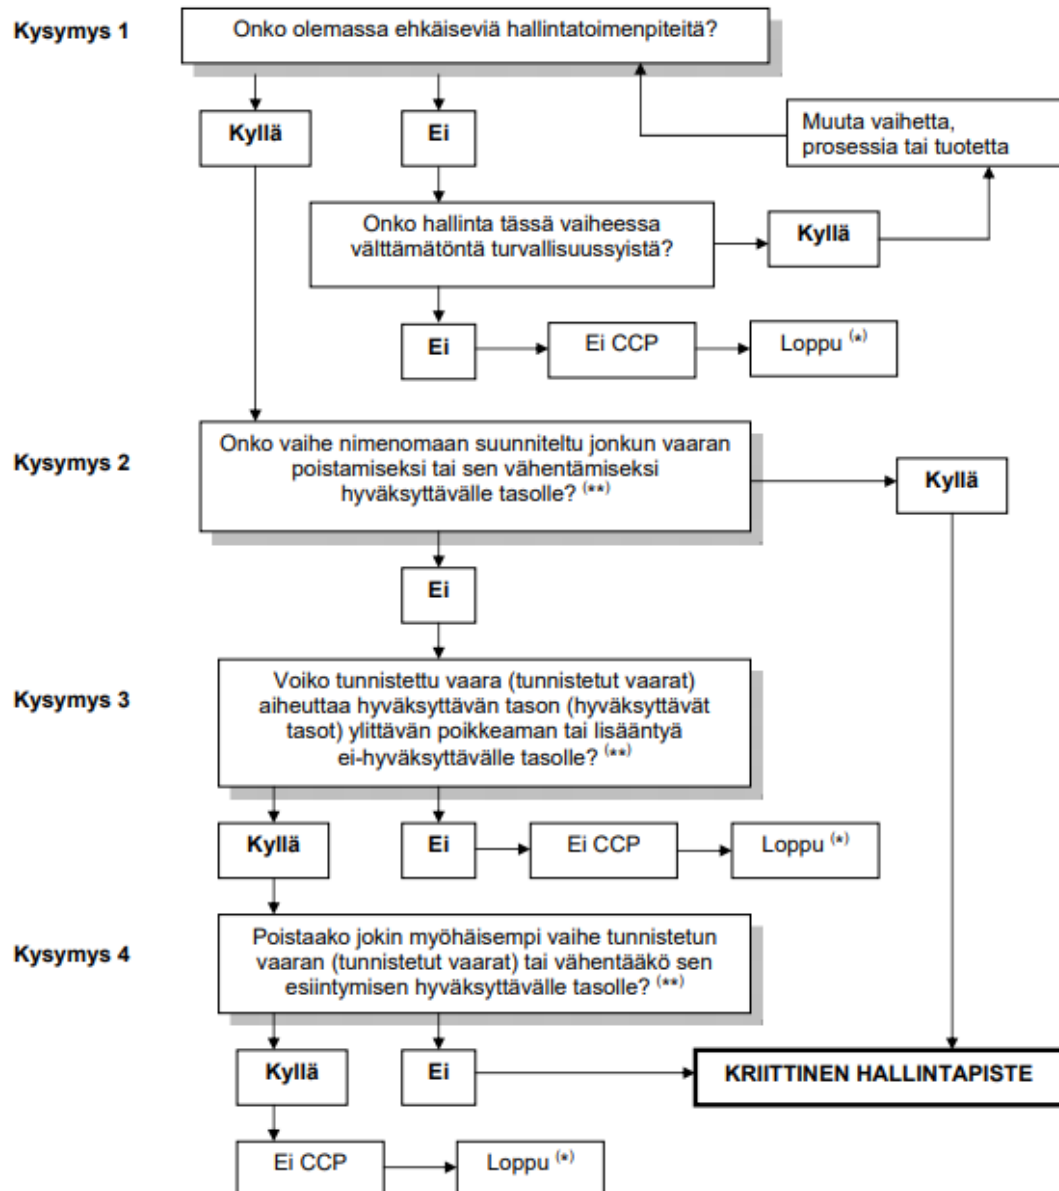 Kysymys 1
Onko olemassa ehkäiseviä hallintatoimenpiteitä?
Kyllä
Ei
Muuta vaihetta,
prosessia tai tuotetta
Onko hallinta tässä vaiheessa
välttämätöntä turvallisuussyistä?
Kyllä
Ei
Ei CCP
Loppu (*)
Kysymys 2
Onko vaihe nimenomaan suunniteltu jonkun vaaran
poistamiseksi tai sen vähentämiseksi
hyväksyttävälle tasolle? (**)
Kyllä
Ei
Kysymys 3
Voiko tunnistettu vaara (tunnistetut vaarat)
aiheuttaa hyväksyttävän tason (hyväksyttävät
tasot) ylittävän poikkeaman tai lisääntyä
ei-hyväksyttävälle tasolle? (**)
Kyllä
Ei
Ei CCP
Loppu (*)
Kysymys 4
Poistaako jokin myöhäisempi vaihe tunnistetun
vaaran (tunnistetut vaarat) tai vähentääkö sen
esiintymisen hyväksyttävälle tasolle? (**)
Kyllä
Ei
KRIITTINEN HALLINTAPISTE
Ei CCP
Loppu (*)